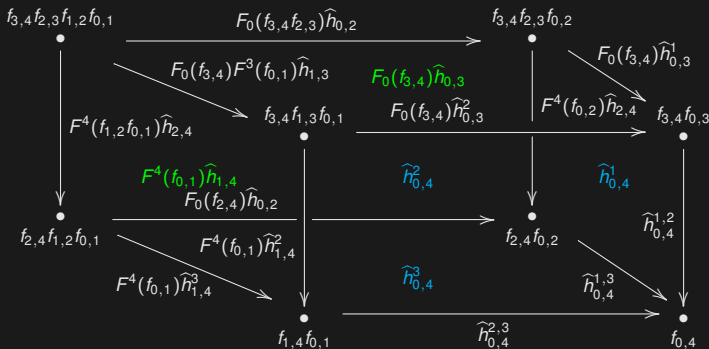 f_{3,4}f_{2,3}f_{1,2}f_{0,1}
f_{3,4}f_{2,3}f_{0,2}
F_0(f_{3,4}f_{2,3})\widehat{h}_{0,2}
F_0(f_{3,4})\widehat{h}^1_{0,3}
F_0(f_{3,4})F^3(f_{0,1})\widehat{h}_{1,3}
F_0(f_{3,4})\widehat{h}_{0,3}
F_0(f_{3,4})\widehat{h}^2_{0,3}
F^4(f_{0,2})\widehat{h}_{2,4}
f_{3,4}f_{1,3}f_{0,1}
f_{3,4}f_{0,3}
F^4(f_{1,2}f_{0,1})\widehat{h}_{2,4}
F^4(f_{0,1})\widehat{h}_{1,4}
\widehat{h}^2_{0,4}
\widehat{h}^1_{0,4}
F_0(f_{2,4})\widehat{h}_{0,2}
\widehat{h}^{1,2}_{0,4}
f_{2,4}f_{1,2}f_{0,1}
f_{2,4}f_{0,2}
F^4(f_{0,1})\widehat{h}^2_{1,4}
F^4(f_{0,1})\widehat{h}^3_{1,4}
\widehat{h}^3_{0,4}
\widehat{h}^{1,3}_{0,4}
f_{1,4}f_{0,1}
\widehat{h}^{2,3}_{0,4}
f_{0,4}